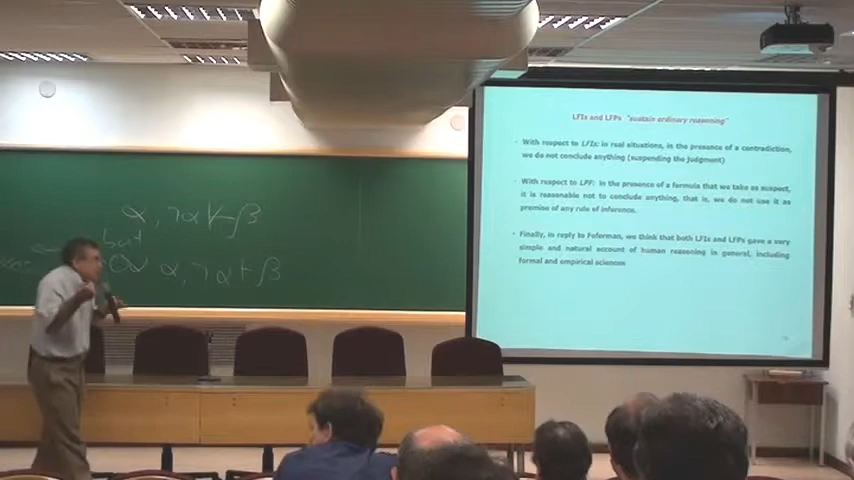 α, ¬α ⊬ β
but
○α, α, ¬α ⊢ β
LFIs and LFPs "sustain ordinary reasoning"
- With respect to LFIs: in real situations, in the presence of a contradiction,
we do not conclude anything (suspending the judgment)
- With respect to LPF: in the presence of a formula that we take as suspect,
it is reasonable not to conclude anything, that is, we do not use it as
premise of any rule of inference.
• Finally, in reply to Feferman, we think that both LFIs and LFPs gave a very
simple and natural account of human reasoning in general, including
formal and empirical sciences